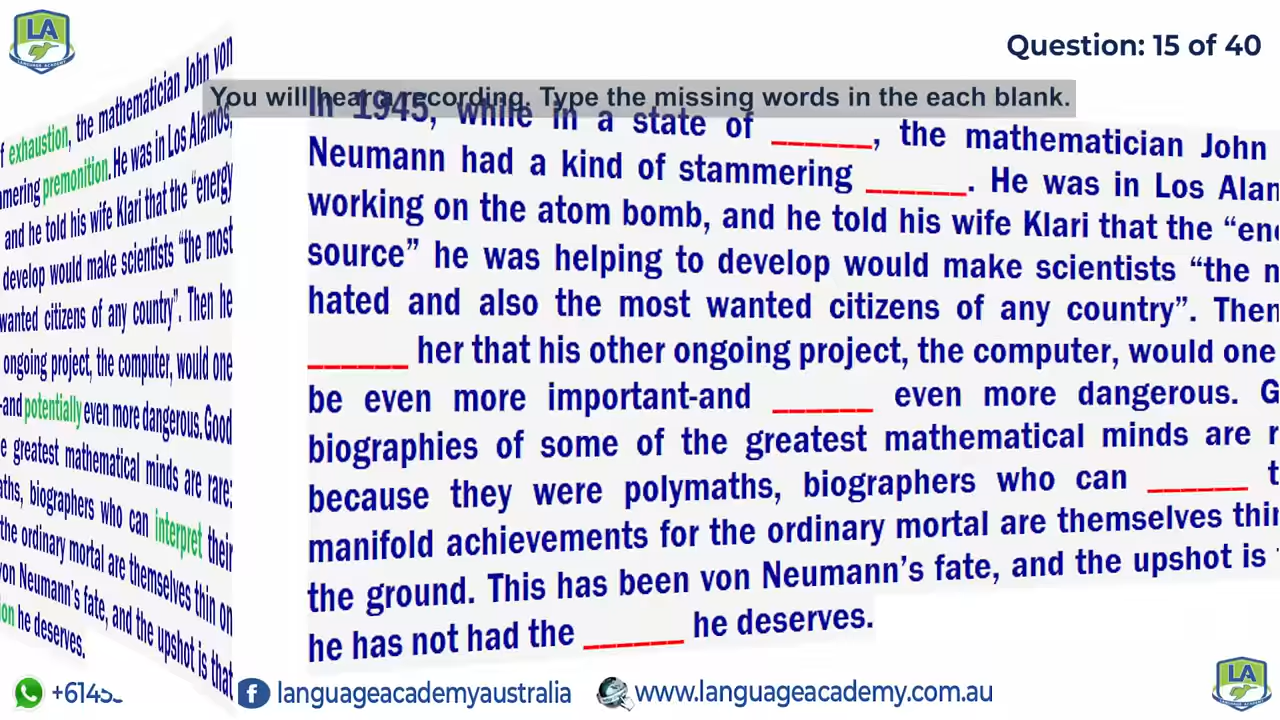 LA
LANGUAGE ACADEMY
Question: 15 of 40
You will hear a recording. Type the missing words in the each blank.
f exhaustion, the mathematician John von
mmering premonition. He was in Los Alamos,
and he told his wife Klari that the “energy
develop would make scientists “the most
wanted citizens of any country”. Then he
ongoing project, the computer, would one
-and potentially even more dangerous. Good
e greatest mathematical minds are rare:
aths, biographers who can interpret their
the ordinary mortal are themselves thin on
von Neumann’s fate, and the upshot is that
ion he deserves.
In 1945, while in a state of ______, the mathematician John
Neumann had a kind of stammering ______. He was in Los Alam
working on the atom bomb, and he told his wife Klari that the “ene
source” he was helping to develop would make scientists “the m
hated and also the most wanted citizens of any country”. Then
______ her that his other ongoing project, the computer, would one
be even more important-and ______ even more dangerous. G
biographies of some of the greatest mathematical minds are r
because they were polymaths, biographers who can ______ t
manifold achievements for the ordinary mortal are themselves thin
the ground. This has been von Neumann’s fate, and the upshot is
he has not had the ______ he deserves.
languageacademyaustralia
www.languageacademy.com.au
LA